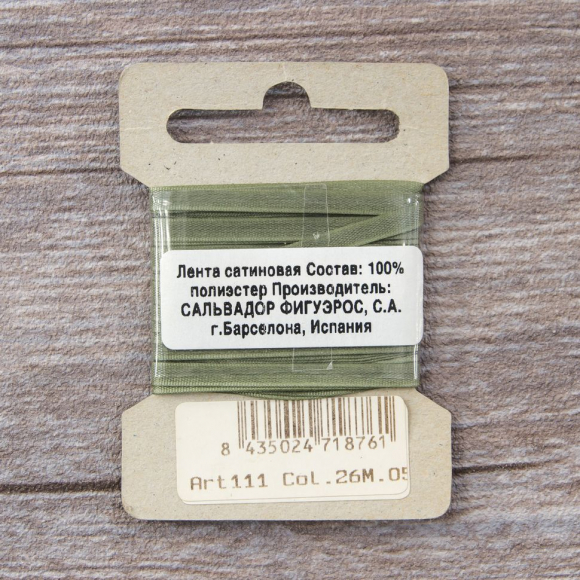 Лента сатиновая Состав: 100%
полиэстер Производитель:
САЛЬВАДОР ФИГУЭРОС, С.А.
г.Барселона, Испания
8 435024 718761
Art111 Col.26M.05